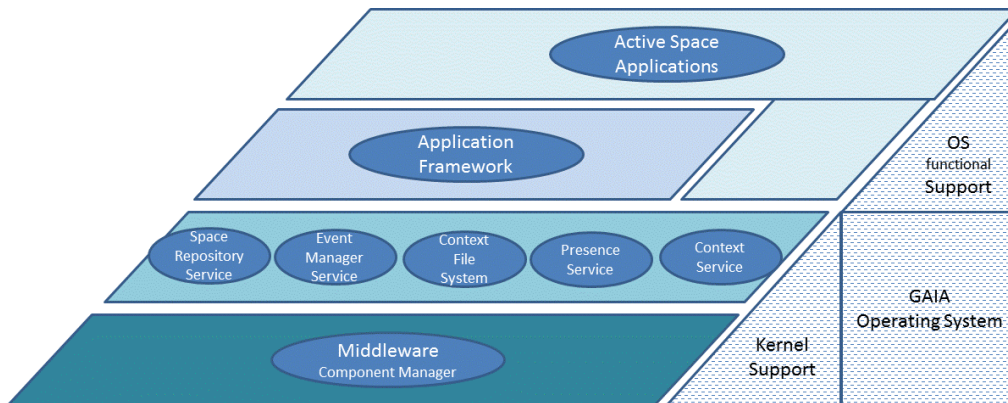 Active Space
Applications
Application
Framework
OS
functional
Support
Space
Repository
Service
Event
Manager
Service
Context
File
System
Presence
Service
Context
Service
GAIA
Operating System
Middleware
Component Manager
Kernel
Support